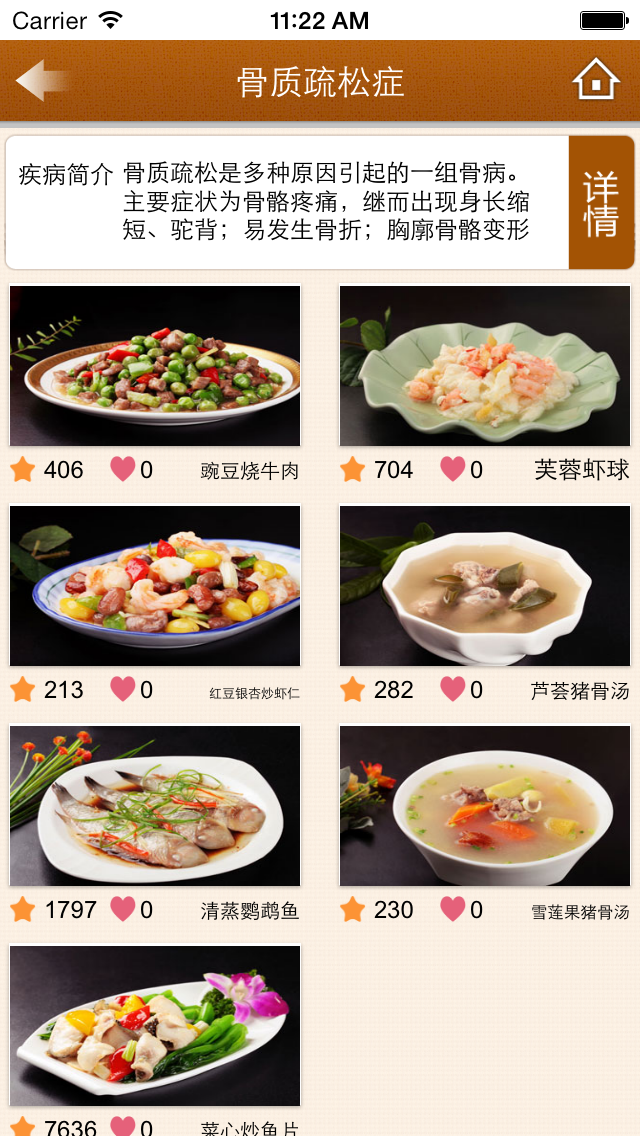 Carrier 11:22 AM
骨质疏松症
疾病简介 骨质疏松是多种原因引起的一组骨病。
主要症状为骨骼疼痛，继而出现身长缩
短、驼背；易发生骨折；胸廓骨骼变形
详情
406 0 豌豆烧牛肉
704 0 芙蓉虾球
213 0 红豆银杏炒虾仁
282 0 芦荟猪骨汤
1797 0 清蒸鹦鹉鱼
230 0 雪莲果猪骨汤
7636 0 菜心炒鱼片